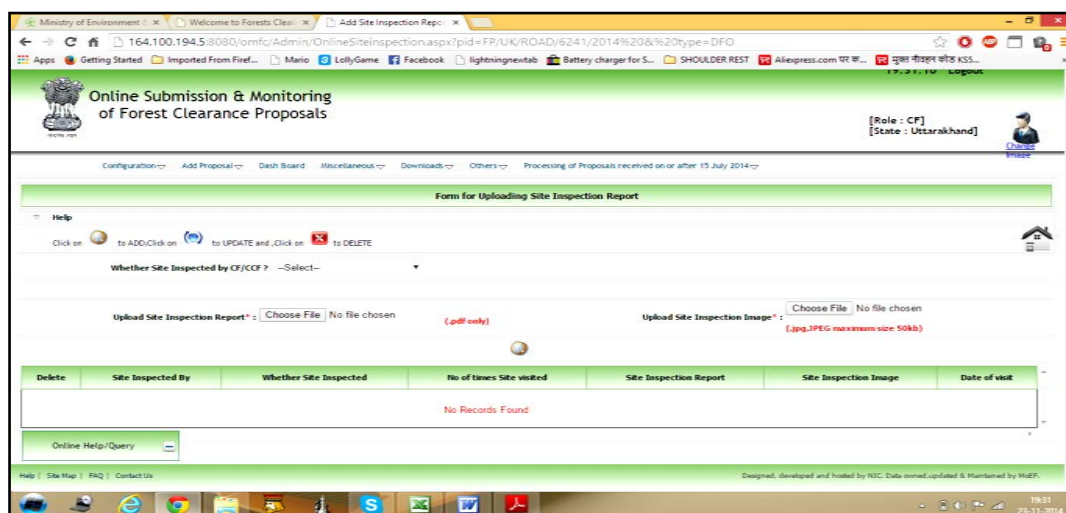 Ministry of Environment & Welcome to Forests Clear Add Site Inspection Repo
164.100.194.5:8080/omfc/Admin/OnlineSiteinspection.aspx?pid=FP/UK/ROAD/6241/2014%20&%20type=DFO
Apps Getting Started Imported From Firef... Mario LollyGame Facebook lightningnewtab Battery charger for S... SHOULDER REST Aliexpress.com पर क... मुक्त नौवहन कोड KSS...
19:31:10 Logout
Online Submission & Monitoring
of Forest Clearance Proposals
[Role : CF]
[State : Uttarakhand]
Change
Image
Configuration Add Proposal Dash Board Miscellaneous Downloads Others Processing of Proposals received on or after 15 July 2014
Form for Uploading Site Inspection Report
Help
Click on to ADD,Click on to UPDATE and ,Click on to DELETE
Whether Site Inspected by CF/CCF ? --Select--
Upload Site Inspection Report* : Choose File No file chosen (.pdf only) Upload Site Inspection Image* : Choose File No file chosen
(.jpg,JPEG maximum size 50kb)
Delete Site Inspected By Whether Site Inspected No of times Site visited Site Inspection Report Site Inspection Image Date of visit
No Records Found
Online Help/Query
Help | Site Map | FAQ | Contact Us Designed, developed and hosted by NIC. Data owned,updated & Maintained by MoEF.
19:31
23-11-2014